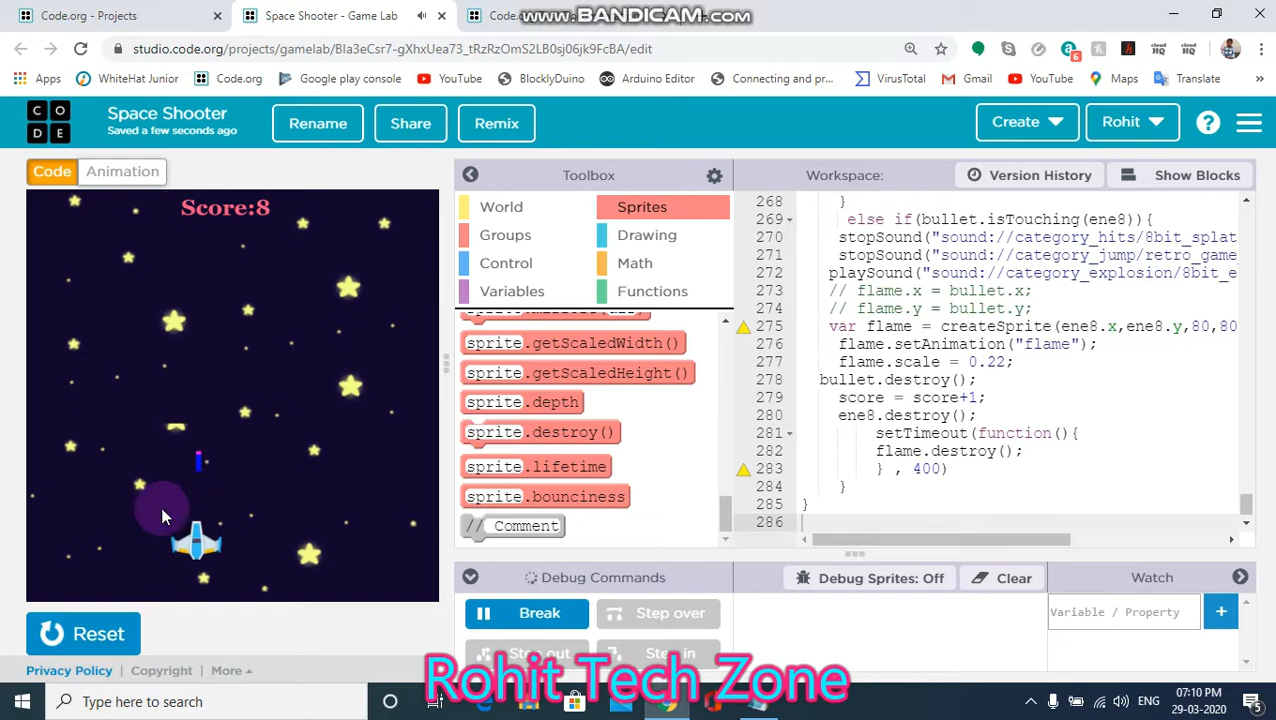 Code.org - Projects
Space Shooter - Game Lab
Code.o
www.BANDICAM.com
studio.code.org/projects/gamelab/BIa3eCsr7-gXhxUea73_tRzRzOmS2LB0sj06jk9FcBA/edit
Apps
WhiteHat Junior
Code.org
Google play console
YouTube
BlocklyDuino
Arduino Editor
Connecting and pr...
VirusTotal
Gmail
YouTube
Maps
Translate
CODE
Space Shooter
Saved a few seconds ago
Rename
Share
Remix
Create
Rohit
Code
Animation
Toolbox
Workspace:
Version History
Show Blocks
Score:8
World
Sprites
Groups
Drawing
Control
Math
Variables
Functions
sprite.getScaledWidth()
sprite.getScaledHeight()
sprite.depth
sprite.destroy()
sprite.lifetime
sprite.bounciness
// Comment
268 }
269 else if(bullet.isTouching(ene8)){
270 stopSound("sound://category_hits/8bit_splat
271 stopSound("sound://category_jump/retro_game
272 playSound("sound://category_explosion/8bit_e
273 // flame.x = bullet.x;
274 // flame.y = bullet.y;
275 var flame = createSprite(ene8.x,ene8.y,80,80
276 flame.setAnimation("flame");
277 flame.scale = 0.22;
278 bullet.destroy();
279 score = score+1;
280 ene8.destroy();
281 setTimeout(function(){
282 flame.destroy();
283 } , 400)
284 }
285 }
286
Debug Commands
Debug Sprites: Off
Clear
Watch
Break
Step over
Step out
Step in
Variable / Property
Reset
Privacy Policy
Copyright
More
Rohit Tech Zone
Type here to search
ENG
07:10 PM
29-03-2020
5